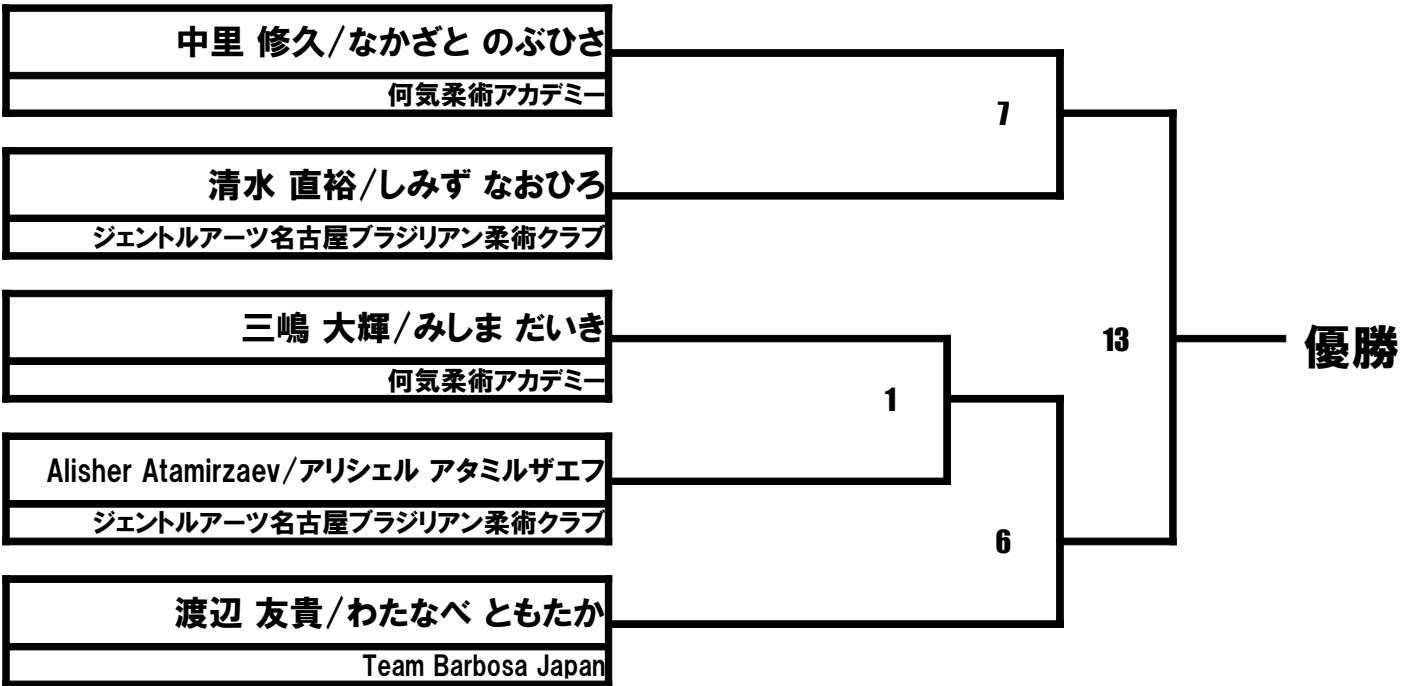 中里 修久/なかざと のぶひさ
何気柔術アカデミー
7
清水 直裕/しみず なおひろ
ジェントルアーツ名古屋ブラジリアン柔術クラブ
三嶋 大輝/みしま だいき
13
優勝
何気柔術アカデミー
1
Alisher Atamirzaev/アリシェル アタミルザエフ
ジェントルアーツ名古屋ブラジリアン柔術クラブ
6
渡辺 友貴/わたなべ ともたか
Team Barbosa Japan